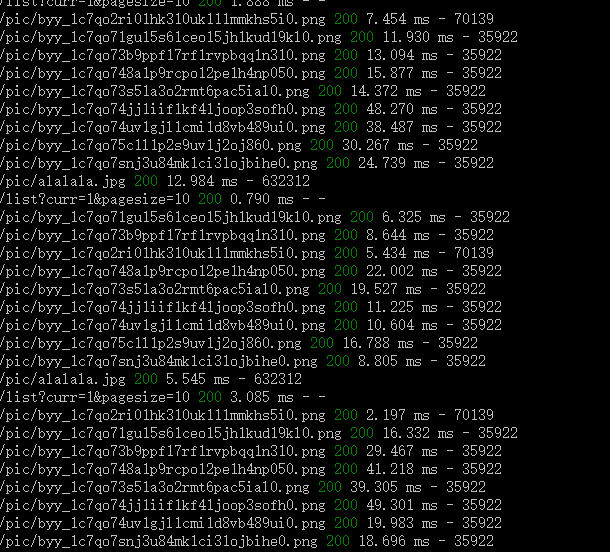 /list?curr=1&pagesize=10 200 1.888 ms - -
/pic/byy_1c7qo2ri01hk310uk111mmkhs5i0.png 200 7.454 ms - 70139
/pic/byy_1c7qo71gu15s61ceo15jh1kud19k10.png 200 11.930 ms - 35922
/pic/byy_1c7qo73b9ppf17rf1rvpbqq1n310.png 200 13.094 ms - 35922
/pic/byy_1c7qo748a1p9rcpo12pe1h4np050.png 200 15.877 ms - 35922
/pic/byy_1c7qo73s51a3o2rmt6pac5ia10.png 200 14.372 ms - 35922
/pic/byy_1c7qo74jj1iif1kf41joop3sofh0.png 200 48.270 ms - 35922
/pic/byy_1c7qo74uv1gj11cmi1d8vb489ui0.png 200 38.487 ms - 35922
/pic/byy_1c7qo75c111p2s9uv1j2oj860.png 200 30.267 ms - 35922
/pic/byy_1c7qo7snj3u84mk1ci31ojbihe0.png 200 24.739 ms - 35922
/pic/alalala.jpg 200 12.984 ms - 632312
/list?curr=1&pagesize=10 200 0.790 ms - -
/pic/byy_1c7qo71gu15s61ceo15jh1kud19k10.png 200 6.325 ms - 35922
/pic/byy_1c7qo73b9ppf17rf1rvpbqq1n310.png 200 8.644 ms - 35922
/pic/byy_1c7qo2ri01hk310uk111mmkhs5i0.png 200 5.434 ms - 70139
/pic/byy_1c7qo748a1p9rcpo12pe1h4np050.png 200 22.002 ms - 35922
/pic/byy_1c7qo73s51a3o2rmt6pac5ia10.png 200 19.527 ms - 35922
/pic/byy_1c7qo74jj1iif1kf41joop3sofh0.png 200 11.225 ms - 35922
/pic/byy_1c7qo74uv1gj11cmi1d8vb489ui0.png 200 10.604 ms - 35922
/pic/byy_1c7qo75c111p2s9uv1j2oj860.png 200 16.788 ms - 35922
/pic/byy_1c7qo7snj3u84mk1ci31ojbihe0.png 200 8.805 ms - 35922
/pic/alalala.jpg 200 5.545 ms - 632312
/list?curr=1&pagesize=10 200 3.085 ms - -
/pic/byy_1c7qo2ri01hk310uk111mmkhs5i0.png 200 2.197 ms - 70139
/pic/byy_1c7qo71gu15s61ceo15jh1kud19k10.png 200 16.332 ms - 35922
/pic/byy_1c7qo73b9ppf17rf1rvpbqq1n310.png 200 29.467 ms - 35922
/pic/byy_1c7qo748a1p9rcpo12pe1h4np050.png 200 41.218 ms - 35922
/pic/byy_1c7qo73s51a3o2rmt6pac5ia10.png 200 39.305 ms - 35922
/pic/byy_1c7qo74jj1iif1kf41joop3sofh0.png 200 49.301 ms - 35922
/pic/byy_1c7qo74uv1gj11cmi1d8vb489ui0.png 200 19.983 ms - 35922
/pic/byy_1c7qo7snj3u84mk1ci31ojbihe0.png 200 18.696 ms - 35922